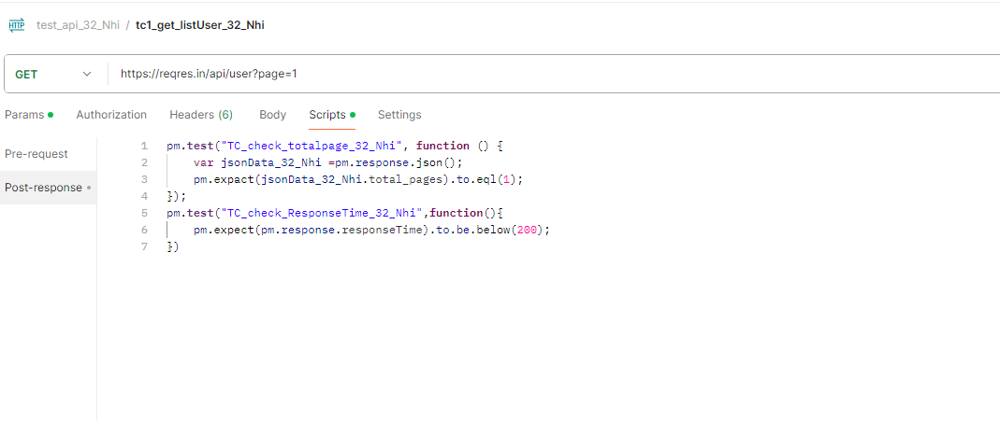 HTTP test_api_32_Nhi / tc1_get_listUser_32_Nhi
GET https://reqres.in/api/user?page=1
Params Authorization Headers (6) Body Scripts Settings
Pre-request
Post-response
1 pm.test("TC_check_totalpage_32_Nhi", function () {
2 var jsonData_32_Nhi =pm.response.json();
3 pm.expact(jsonData_32_Nhi.total_pages).to.eql(1);
4 });
5 pm.test("TC_check_ResponseTime_32_Nhi",function(){
6 pm.expect(pm.response.responseTime).to.be.below(200);
7 })